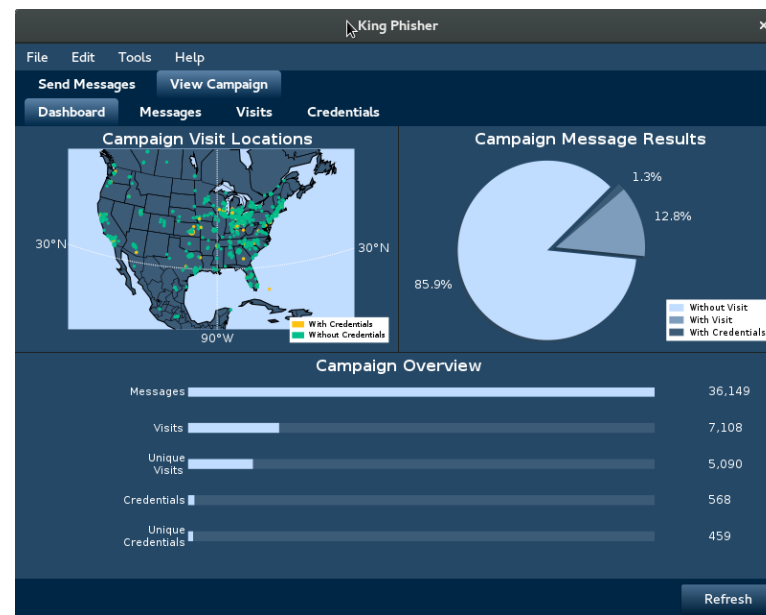 King Phisher
×
File Edit Tools Help
Send Messages View Campaign
Dashboard Messages Visits Credentials
Campaign Visit Locations
30°N
30°N
90°W
With Credentials
Without Credentials
Campaign Message Results
1.3%
12.8%
85.9%
Without Visit
With Visit
With Credentials
Campaign Overview
Messages 36,149
Visits 7,108
Unique
Visits 5,090
Credentials 568
Unique
Credentials 459
Refresh